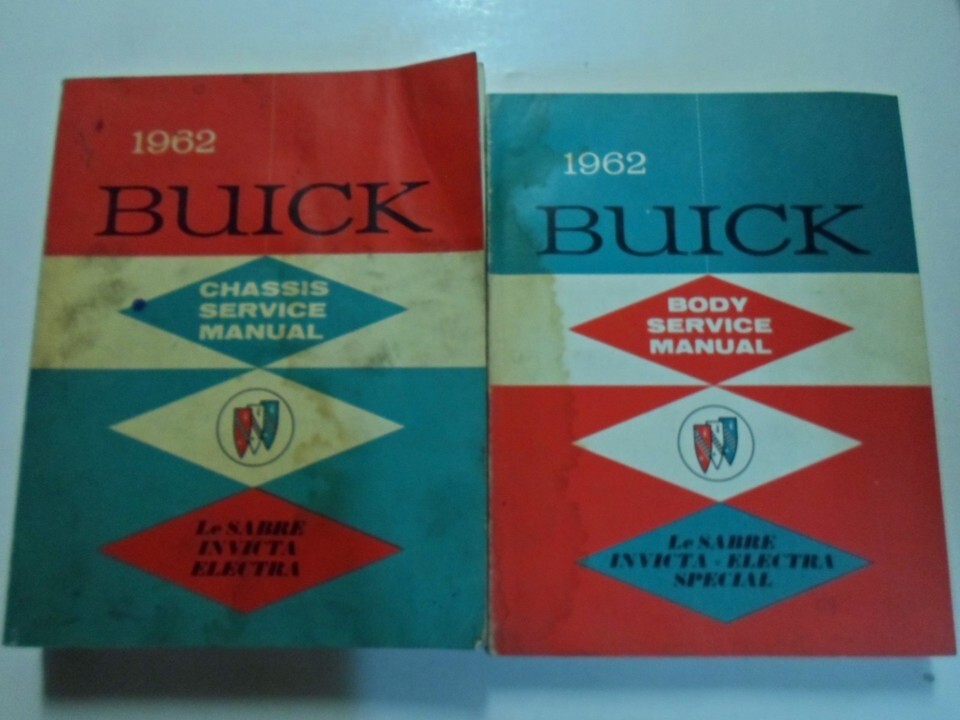 1962
BUICK
CHASSIS
SERVICE
MANUAL
Le SABRE
INVICTA
ELECTRA
1962
BUICK
BODY
SERVICE
MANUAL
Le SABRE
INVICTA - ELECTRA
SPECIAL